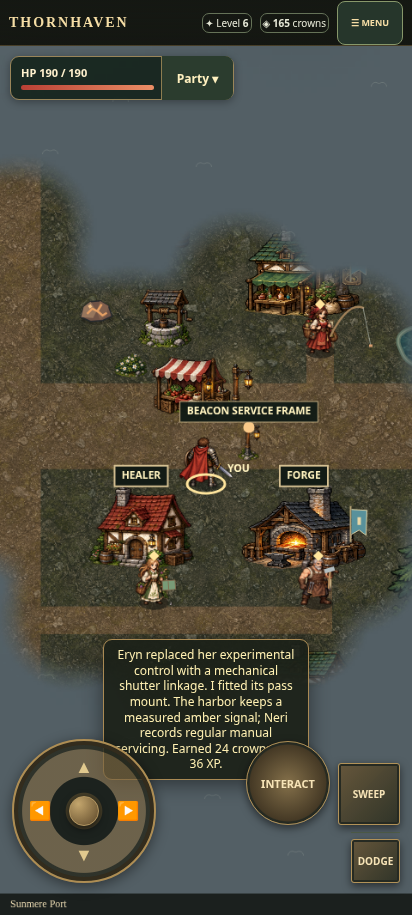 THORNHAVEN
✦ Level 6
◈ 165 crowns
☰ MENU
HP 190 / 190
Party ▾
BEACON SERVICE FRAME
YOU
HEALER
FORGE
Eryn replaced her experimental
control with a mechanical
shutter linkage. I fitted its pass
mount. The harbor keeps a
measured amber signal; Neri
records regular manual
servicing. Earned 24
36 XP.
INTERACT
SWEEP
DODGE
Sunmere Port